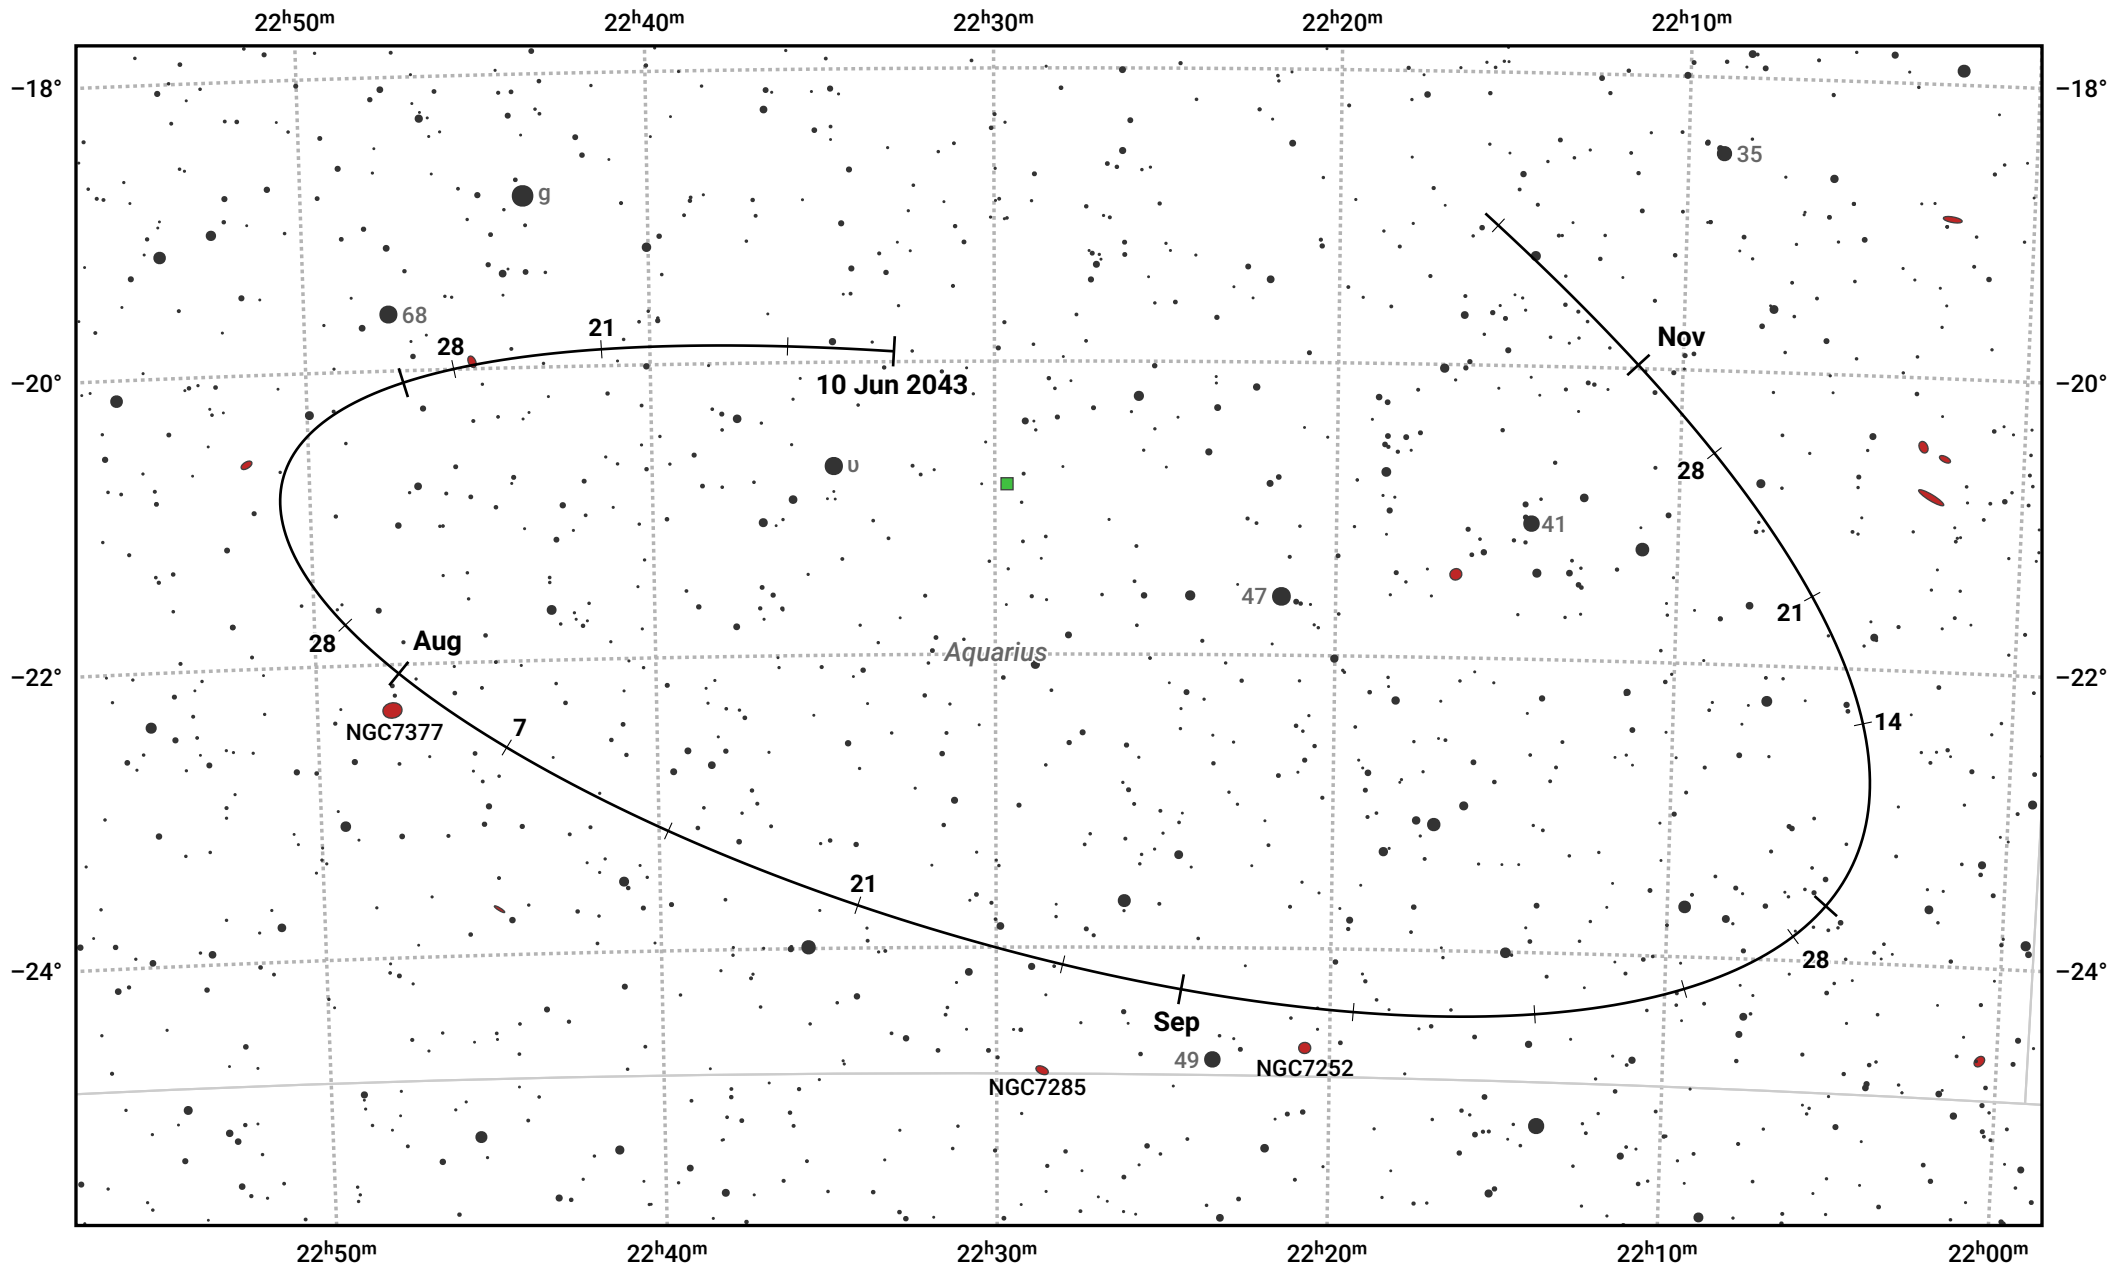 22ʰ50ᵐ 22ʰ40ᵐ 22ʰ30ᵐ 22ʰ20ᵐ 22ʰ10ᵐ
−18° −18°
35
g
68
21
28
Nov
−20° 10 Jun 2043 −20°
υ
28
41
47
21
28 Aug
Aquarius
−22° −22°
NGC7377
7
14
21
28
−24° −24°
Sep
49
NGC7252
NGC7285
22ʰ50ᵐ 22ʰ40ᵐ 22ʰ30ᵐ 22ʰ20ᵐ 22ʰ10ᵐ 22ʰ00ᵐ